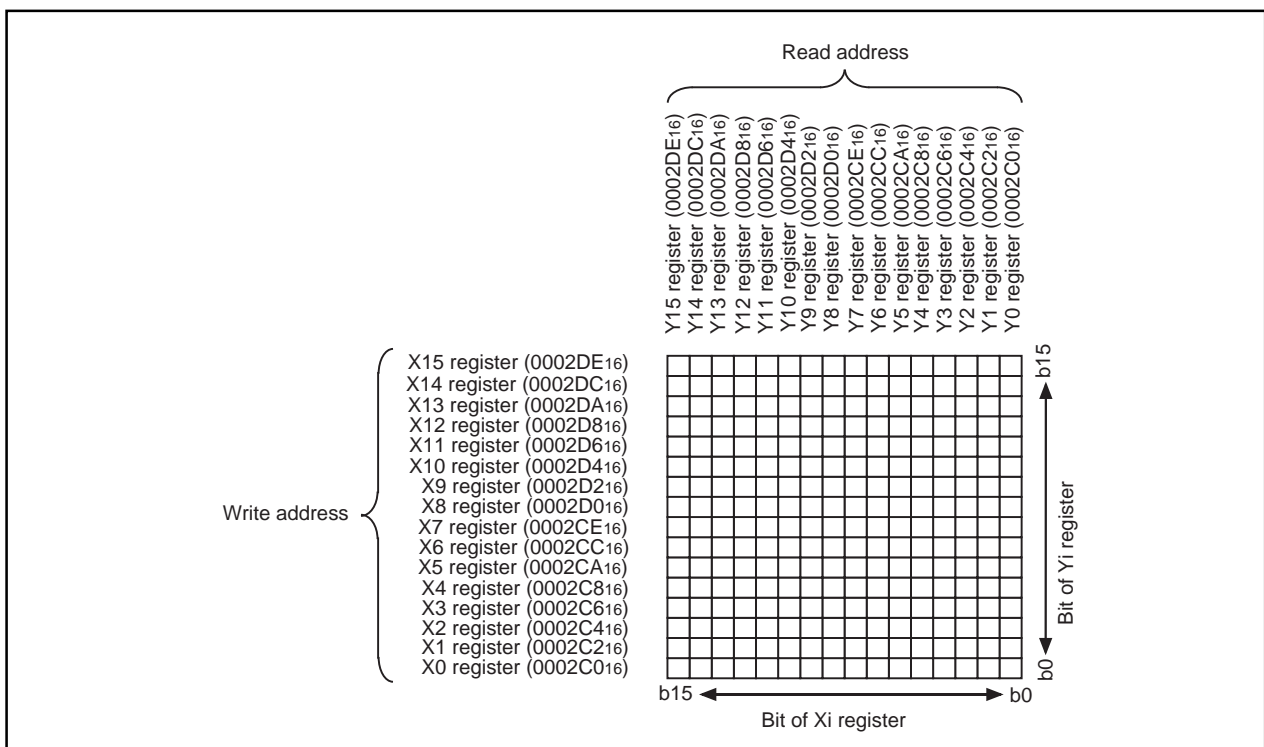 Read address
Y15 register (0002DE16)
Y14 register (0002DC16)
Y13 register (0002DA16)
Y12 register (0002D816)
Y11 register (0002D616)
Y10 register (0002D416)
Y9 register (0002D216)
Y8 register (0002D016)
Y7 register (0002CE16)
Y6 register (0002CC16)
Y5 register (0002CA16)
Y4 register (0002C816)
Y3 register (0002C616)
Y2 register (0002C416)
Y1 register (0002C216)
Y0 register (0002C016)
Write address
X15 register (0002DE16)
X14 register (0002DC16)
X13 register (0002DA16)
X12 register (0002D816)
X11 register (0002D616)
X10 register (0002D416)
X9 register (0002D216)
X8 register (0002D016)
X7 register (0002CE16)
X6 register (0002CC16)
X5 register (0002CA16)
X4 register (0002C816)
X3 register (0002C616)
X2 register (0002C416)
X1 register (0002C216)
X0 register (0002C016)
b15
Bit of Yi register
b0
b15
b0
Bit of Xi register